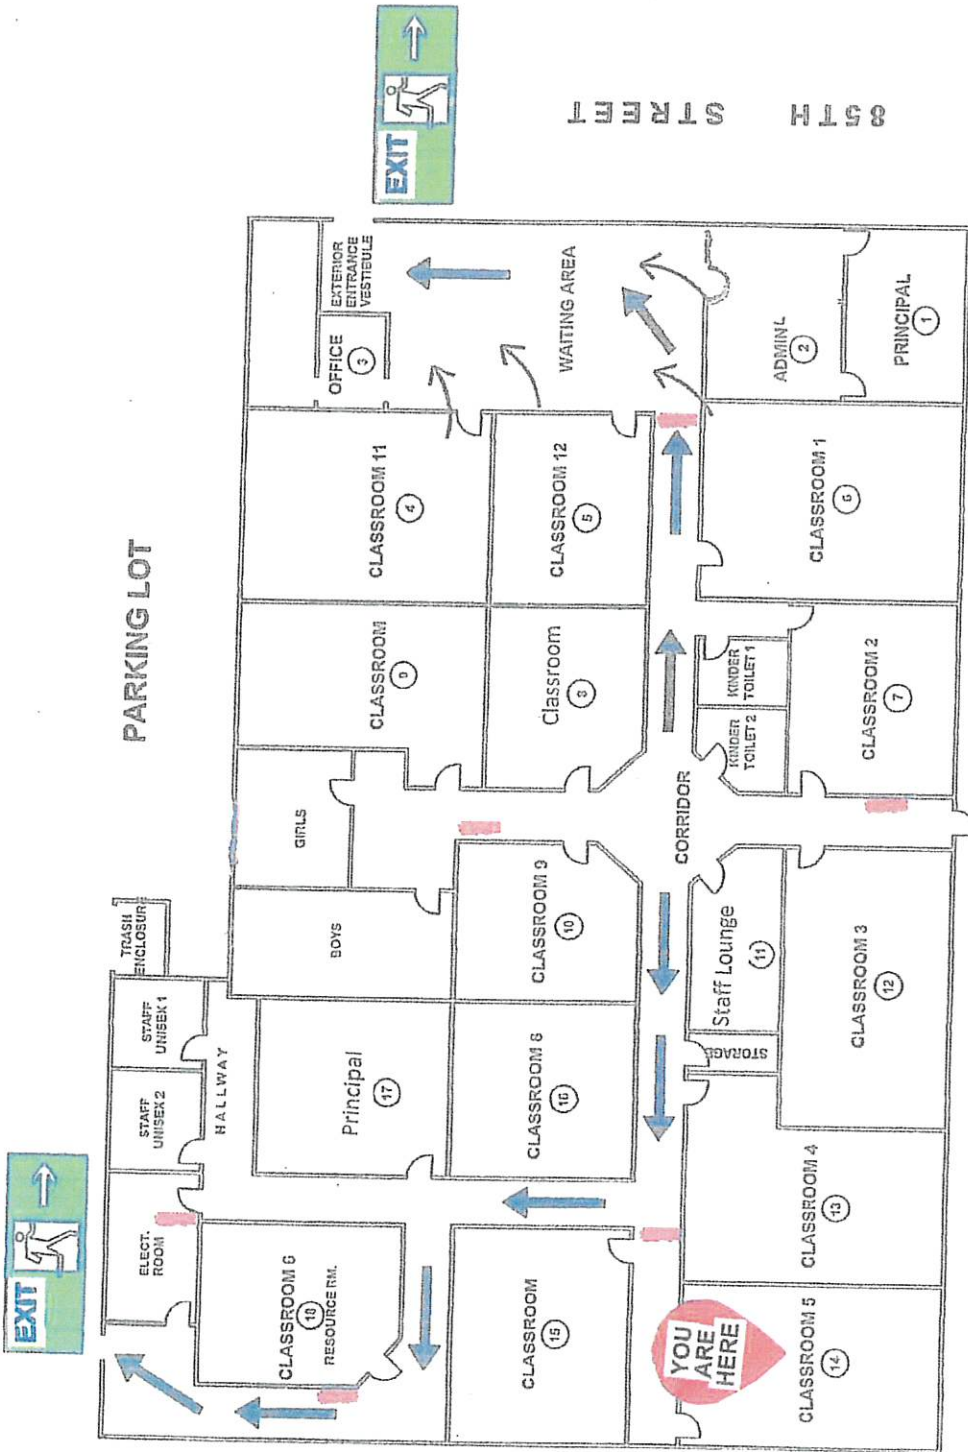 EXIT
85TH STREET
PARKING LOT
EXTERIOR
ENTRANCE
VESTIBULE
OFFICE
3
WAITING AREA
ADMIN\
2
PRINCIPAL
1
CLASSROOM 11
4
CLASSROOM 12
5
CLASSROOM 1
6
CLASSROOM
9
Classroom
8
KINDER
TOILET 1
KINDER
TOILET 2
CLASSROOM 2
7
GIRLS
BOYS
CORRIDOR
CLASSROOM 9
10
Staff Lounge
11
CLASSROOM 3
12
TRASH
ENCLOSUR
STAFF
UNISEX 1
STAFF
UNISEX 2
HALLWAY
Principal
17
CLASSROOM 8
16
STORAGE
CLASSROOM 4
13
EXIT
ELECT.
ROOM
CLASSROOM 6
18
RESOURCE RM.
CLASSROOM
15
YOU
ARE
HERE
CLASSROOM 5
14